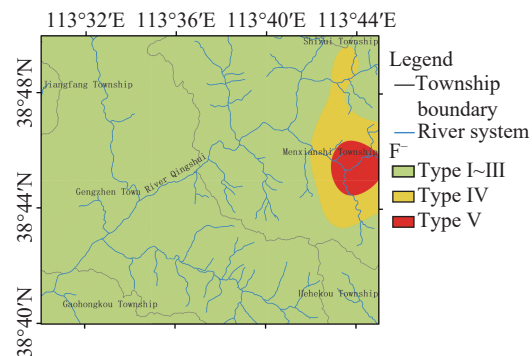 113°32′E 113°36′E 113°40′E 113°44′E
Shixui Township
Jiangfang Township
38°48′N
Menxianshi Township
River Qingshui
Gengzhen Town
38°44′N
Gaohongkou Township
Hehekou Township
38°40′N
Legend
Township
boundary
River system
F⁻
Type I~III
Type IV
Type V